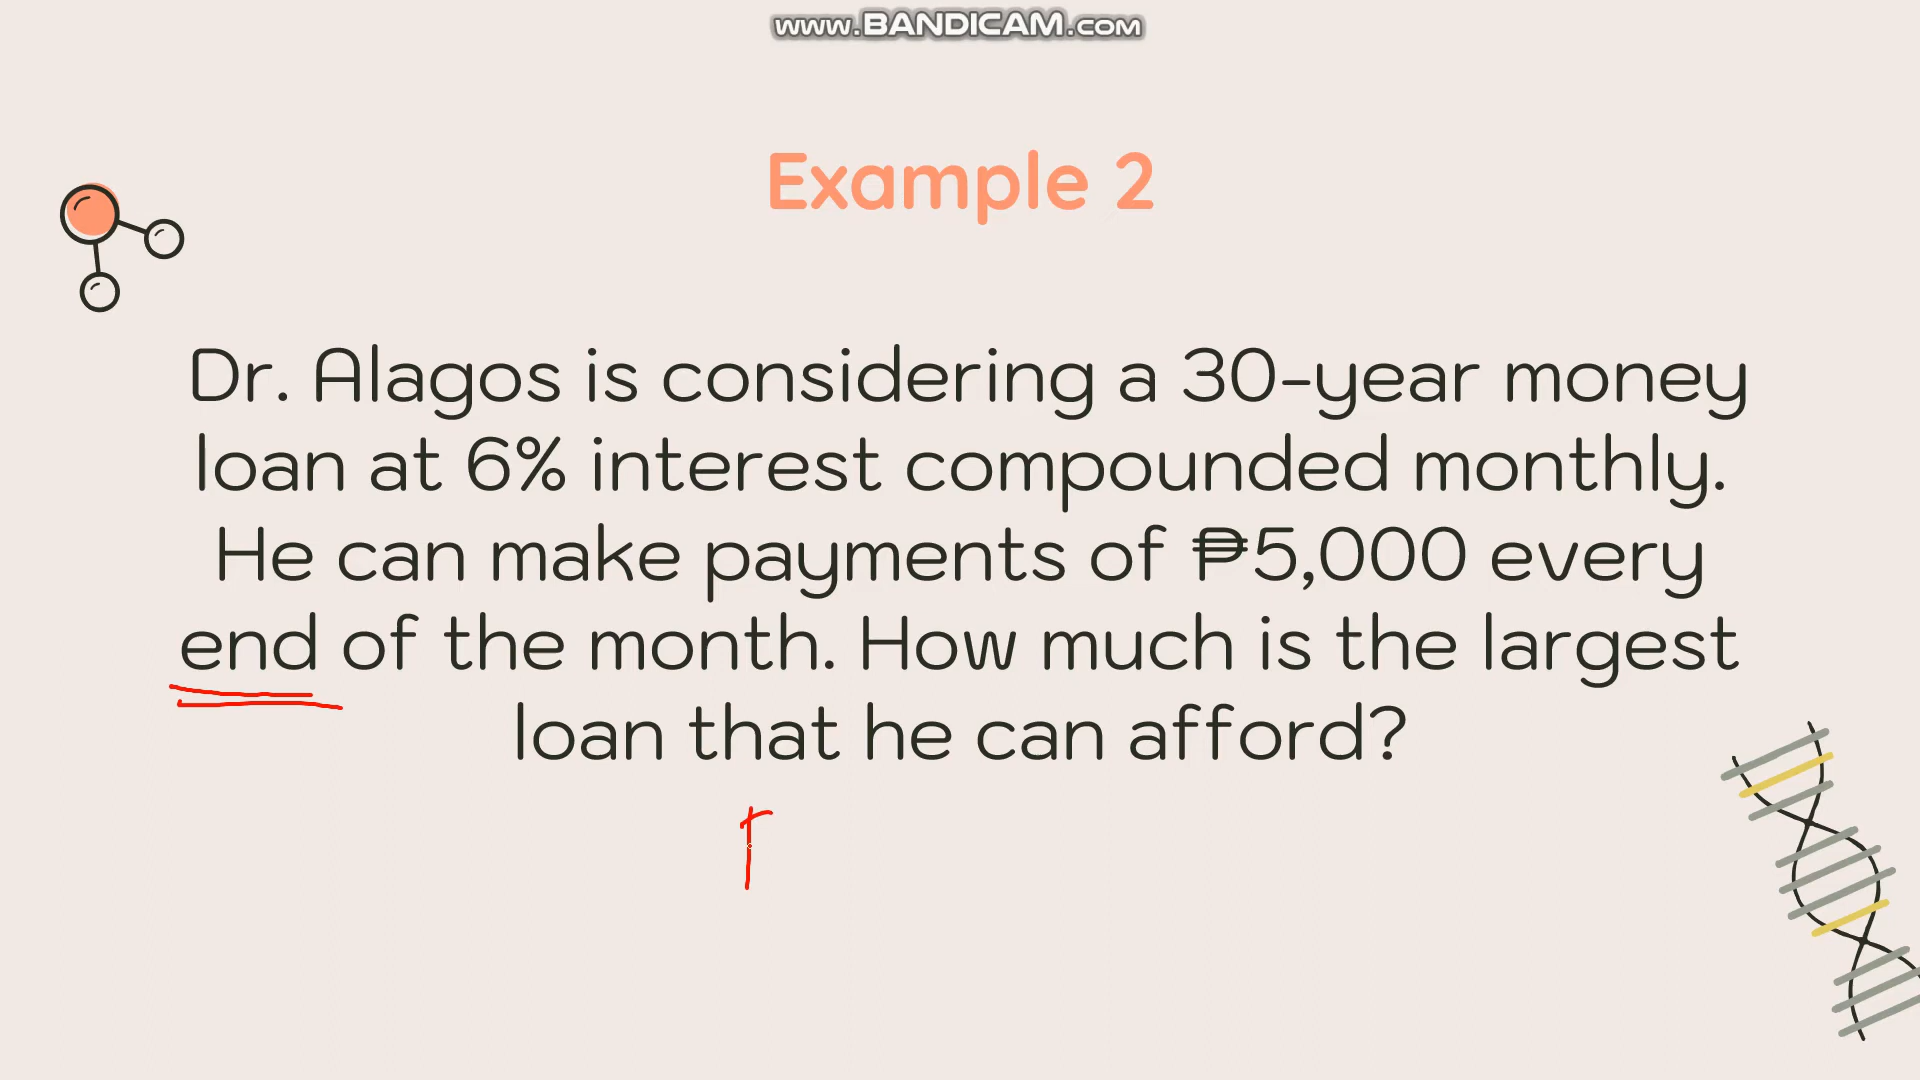 www.BANDICAM.com
Example 2
Dr. Alagos is considering a 30-year money
loan at 6% interest compounded monthly.
He can make payments of ₱5,000 every
end of the month. How much is the largest
loan that he can afford?